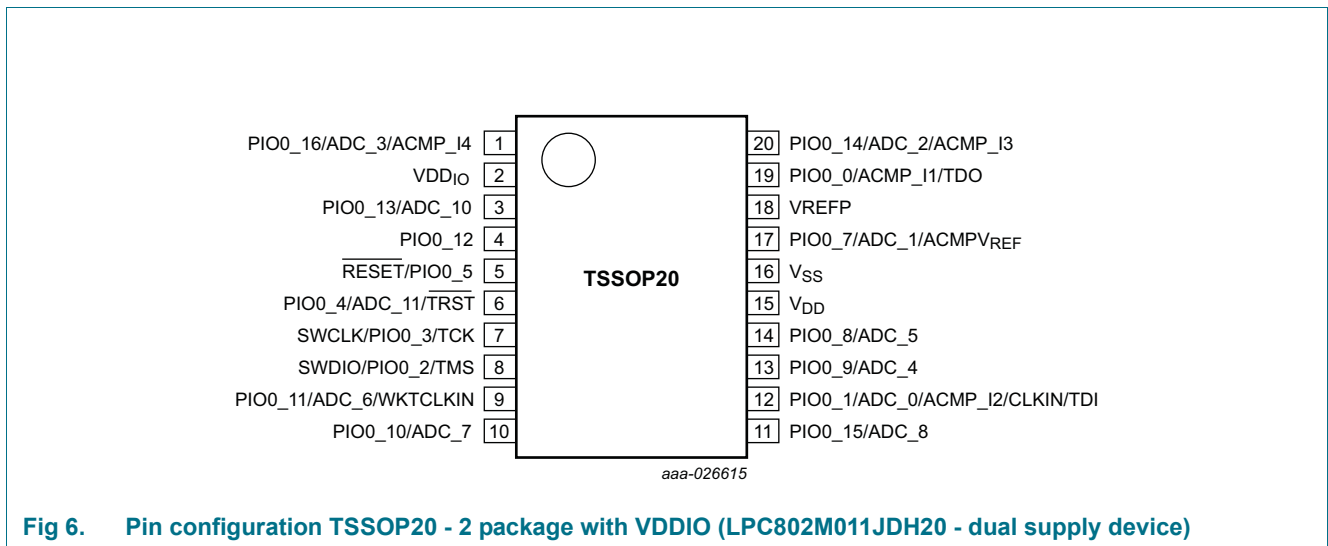 PIO0_16/ADC_3/ACMP_I4 1
VDDIO 2
PIO0_13/ADC_10 3
PIO0_12 4
RESET/PIO0_5 5
PIO0_4/ADC_11/TRST 6
SWCLK/PIO0_3/TCK 7
SWDIO/PIO0_2/TMS 8
PIO0_11/ADC_6/WKTCLKIN 9
PIO0_10/ADC_7 10
TSSOP20
20 PIO0_14/ADC_2/ACMP_I3
19 PIO0_0/ACMP_I1/TDO
18 VREFP
17 PIO0_7/ADC_1/ACMPVREF
16 VSS
15 VDD
14 PIO0_8/ADC_5
13 PIO0_9/ADC_4
12 PIO0_1/ADC_0/ACMP_I2/CLKIN/TDI
11 PIO0_15/ADC_8
aaa-026615
Fig 6. Pin configuration TSSOP20 - 2 package with VDDIO (LPC802M011JDH20 - dual supply device)